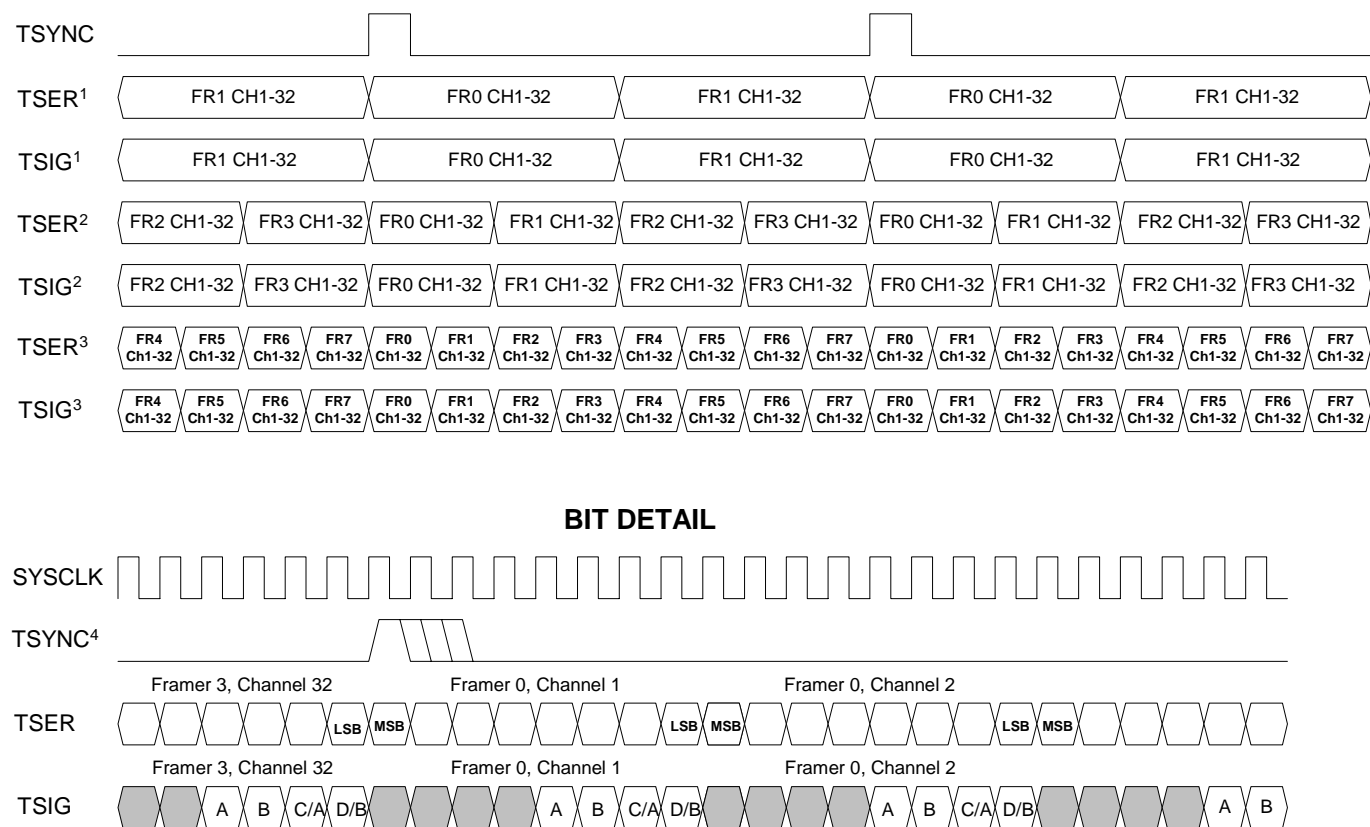 TSYNC
TSER¹ FR1 CH1-32 FR0 CH1-32 FR1 CH1-32 FR0 CH1-32 FR1 CH1-32
TSIG¹ FR1 CH1-32 FR0 CH1-32 FR1 CH1-32 FR0 CH1-32 FR1 CH1-32
TSER² FR2 CH1-32 FR3 CH1-32 FR0 CH1-32 FR1 CH1-32 FR2 CH1-32 FR3 CH1-32 FR0 CH1-32 FR1 CH1-32 FR2 CH1-32 FR3 CH1-32
TSIG² FR2 CH1-32 FR3 CH1-32 FR0 CH1-32 FR1 CH1-32 FR2 CH1-32 FR3 CH1-32 FR0 CH1-32 FR1 CH1-32 FR2 CH1-32 FR3 CH1-32
TSER³ FR4 FR5 FR6 FR7 FR0 FR1 FR2 FR3 FR4 FR5 FR6 FR7 FR0 FR1 FR2 FR3 FR4 FR5 FR6 FR7
Ch1-32 Ch1-32 Ch1-32 Ch1-32 Ch1-32 Ch1-32 Ch1-32 Ch1-32 Ch1-32 Ch1-32 Ch1-32 Ch1-32 Ch1-32 Ch1-32 Ch1-32 Ch1-32 Ch1-32 Ch1-32 Ch1-32 Ch1-32
TSIG³ FR4 FR5 FR6 FR7 FR0 FR1 FR2 FR3 FR4 FR5 FR6 FR7 FR0 FR1 FR2 FR3 FR4 FR5 FR6 FR7
Ch1-32 Ch1-32 Ch1-32 Ch1-32 Ch1-32 Ch1-32 Ch1-32 Ch1-32 Ch1-32 Ch1-32 Ch1-32 Ch1-32 Ch1-32 Ch1-32 Ch1-32 Ch1-32 Ch1-32 Ch1-32 Ch1-32 Ch1-32
BIT DETAIL
SYSCLK
TSYNC⁴
Framer 3, Channel 32 Framer 0, Channel 1 Framer 0, Channel 2
TSER LSB MSB LSB MSB LSB MSB
Framer 3, Channel 32 Framer 0, Channel 1 Framer 0, Channel 2
TSIG A B C/A D/B A B C/A D/B A B C/A D/B A B